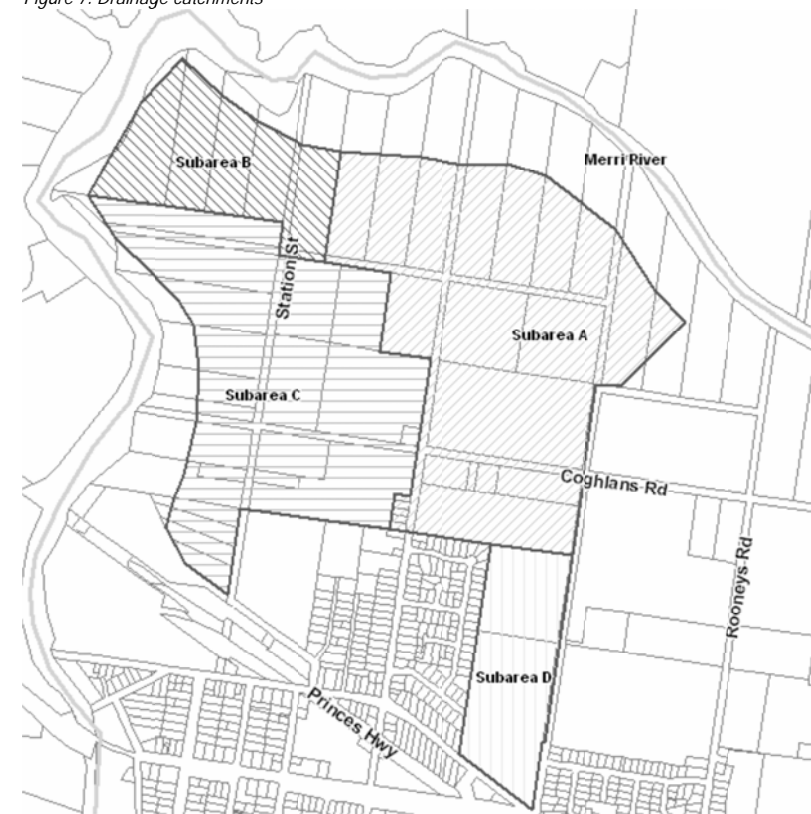 Figure 7: Drainage catchments
Subarea B
Merri River
Station St
Subarea A
Subarea C
Coghlans Rd
Rooneys Rd
Subarea D
Princes Hwy